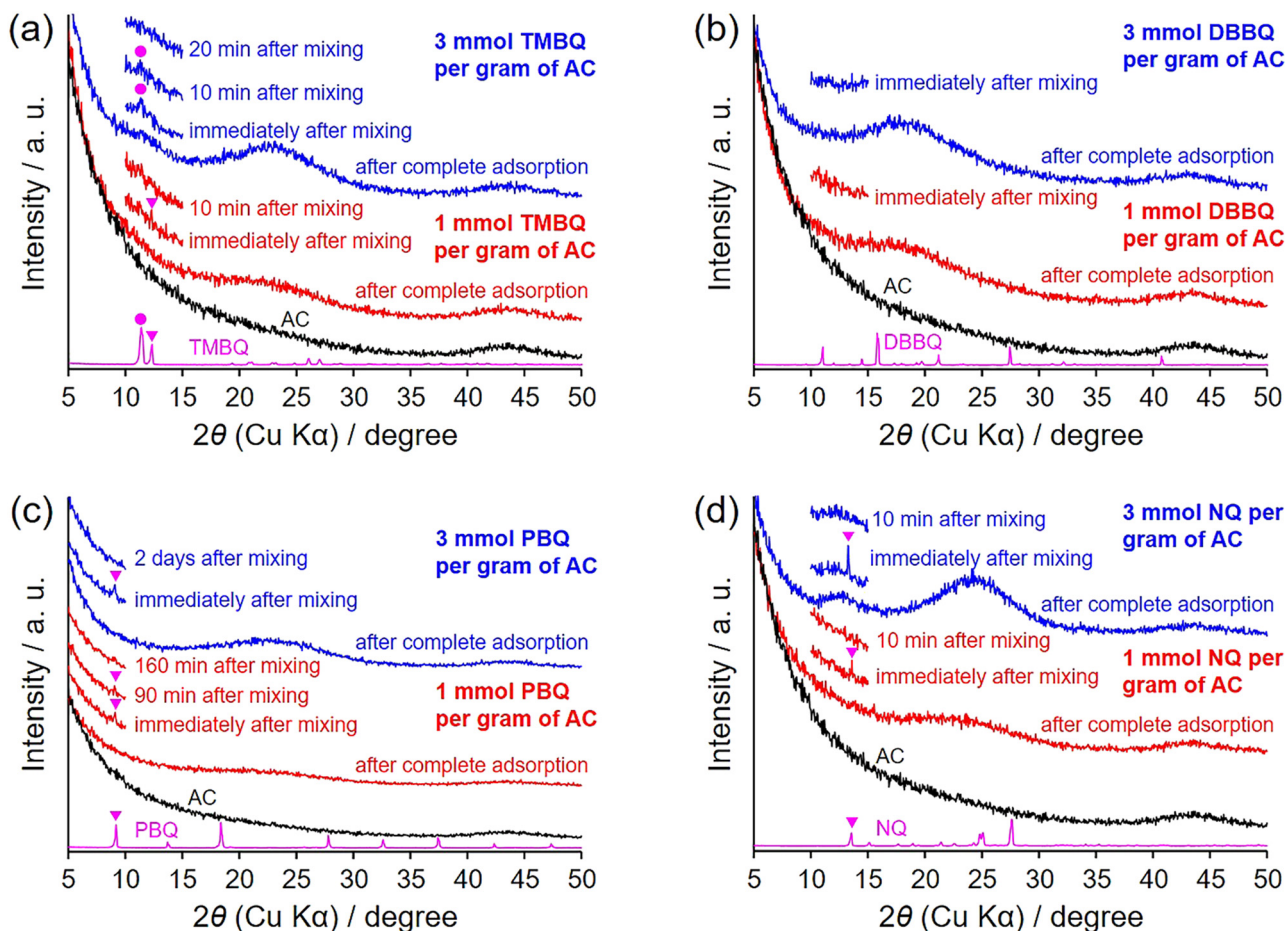 (a)
20 min after mixing
3 mmol TMBQ
per gram of AC
10 min after mixing
immediately after mixing
after complete adsorption
10 min after mixing
1 mmol TMBQ
per gram of AC
immediately after mixing
after complete adsorption
AC
TMBQ
Intensity / a. u.
5 10 15 20 25 30 35 40 45 50
2θ (Cu Kα) / degree
(b)
3 mmol DBBQ
per gram of AC
immediately after mixing
after complete adsorption
immediately after mixing
1 mmol DBBQ
per gram of AC
after complete adsorption
AC
DBBQ
Intensity / a. u.
5 10 15 20 25 30 35 40 45 50
2θ (Cu Kα) / degree
(c)
2 days after mixing
3 mmol PBQ
per gram of AC
immediately after mixing
after complete adsorption
160 min after mixing
90 min after mixing
1 mmol PBQ
per gram of AC
immediately after mixing
after complete adsorption
AC
PBQ
Intensity / a. u.
5 10 15 20 25 30 35 40 45 50
2θ (Cu Kα) / degree
(d)
10 min after mixing
3 mmol NQ per
gram of AC
immediately after mixing
after complete adsorption
10 min after mixing
1 mmol NQ per
gram of AC
immediately after mixing
after complete adsorption
AC
NQ
Intensity / a. u.
5 10 15 20 25 30 35 40 45 50
2θ (Cu Kα) / degree